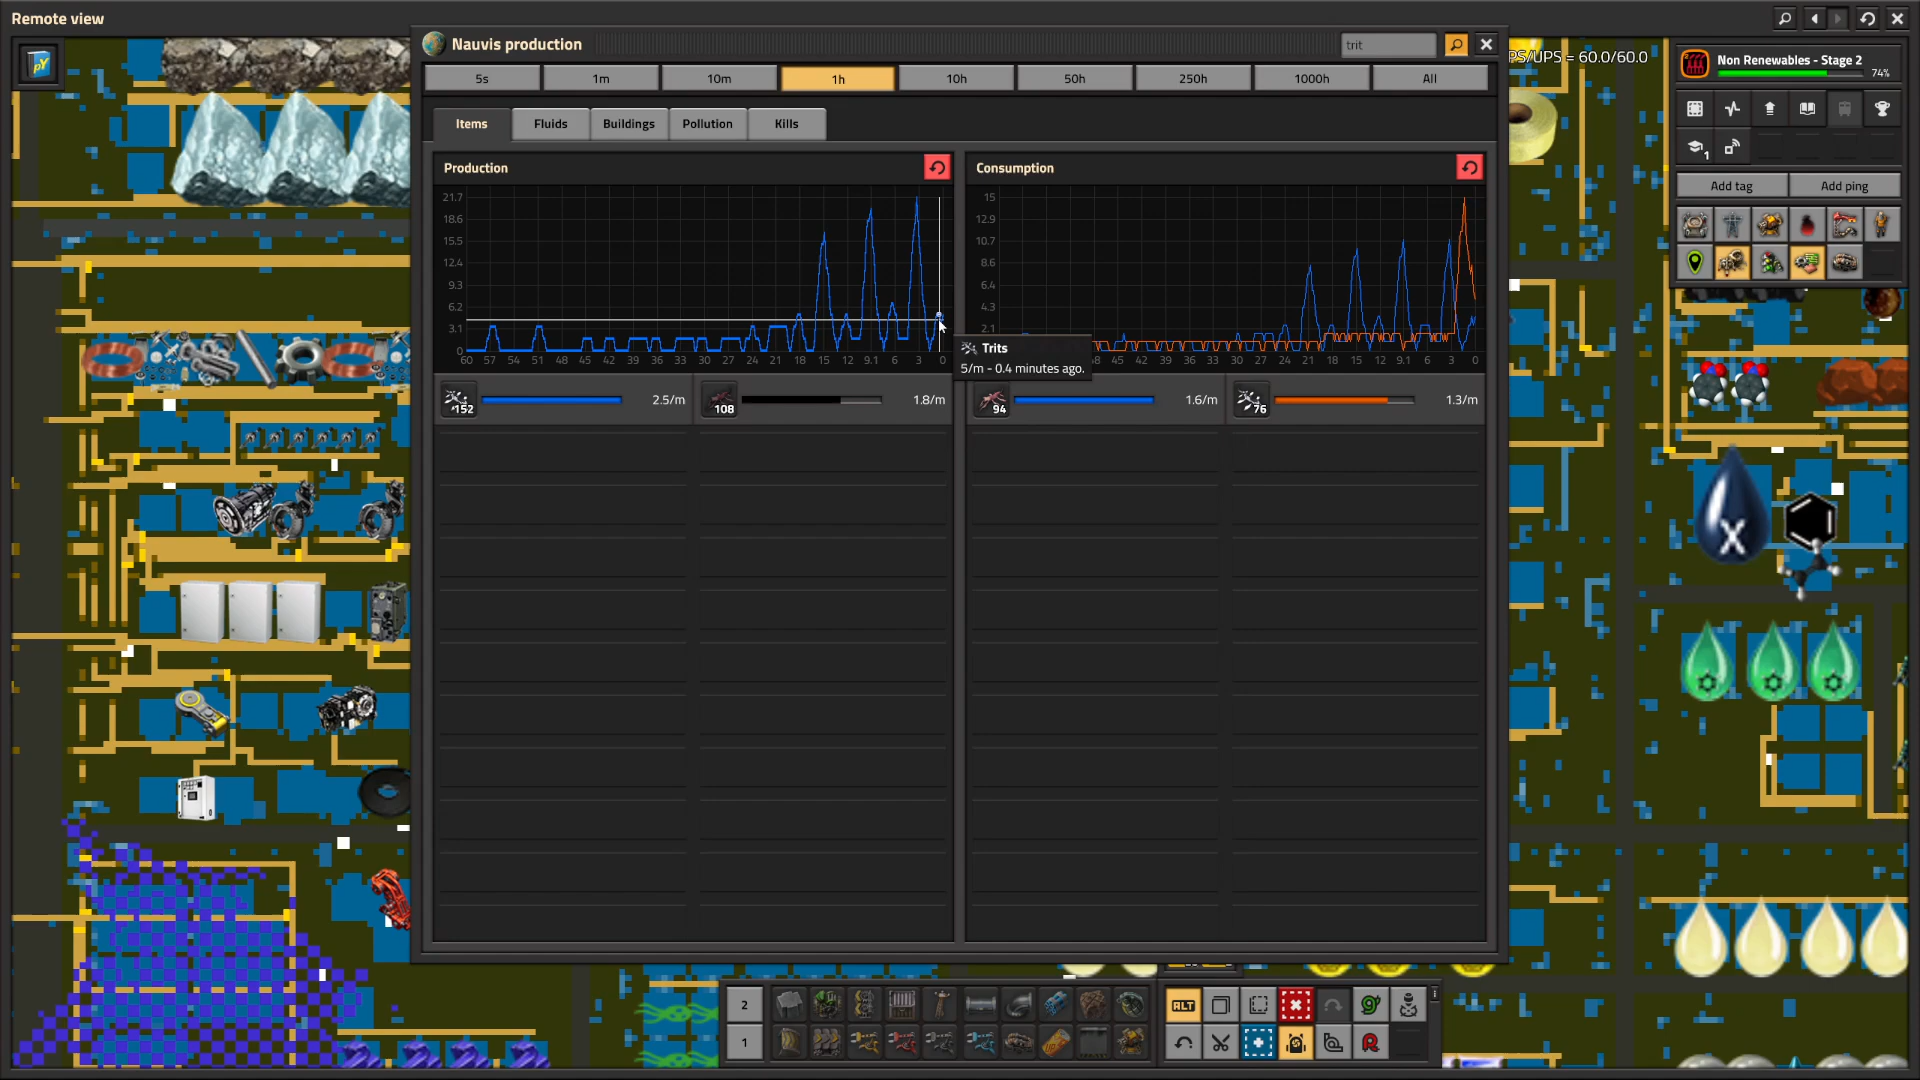 Remote view
Nauvis production
trit
PS/UPS = 60.0/60.0
Non Renewables - Stage 2
74%
5s
1m
10m
1h
10h
50h
250h
1000h
All
Items
Fluids
Buildings
Pollution
Kills
1
Add tag
Add ping
Production
Consumption
21.7
18.6
15.5
12.4
9.3
6.2
3.1
0
60 57 54 51 48 45 42 39 36 33 30 27 24 21 18 15 12 9.1 6 3 0
15
12.9
10.7
8.6
6.4
4.3
2.1
45 42 39 36 33 30 27 24 21 18 15 12 9.1 6 3 0
Trits
5/m - 0.4 minutes ago.
152
2.5/m
108
1.8/m
94
1.6/m
76
1.3/m
X
2
ALT
1
R